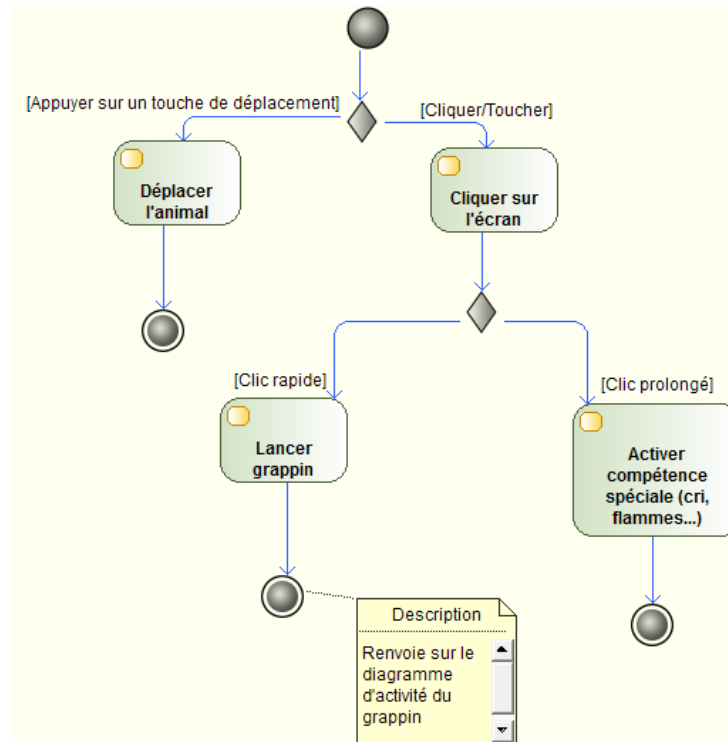 [Appuyer sur un touche de déplacement]
[Cliquer/Toucher]
Déplacer
l'animal
Cliquer sur
l'écran
[Clic rapide]
[Clic prolongé]
Lancer
grappin
Activer
compétence
spéciale (cri,
flammes...)
Description
Renvoie sur le
diagramme
d'activité du
grappin